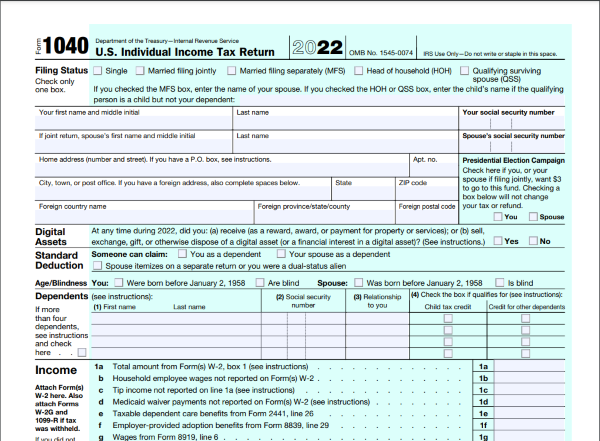 Form 1040 Department of the Treasury—Internal Revenue Service
U.S. Individual Income Tax Return 2022 OMB No. 1545-0074 IRS Use Only—Do not write or staple in this space.
Filing Status Single Married filing jointly Married filing separately (MFS) Head of household (HOH) Qualifying surviving spouse (QSS)
Check only one box.
If you checked the MFS box, enter the name of your spouse. If you checked the HOH or QSS box, enter the child's name if the qualifying
person is a child but not your dependent:
Your first name and middle initial Last name Your social security number
If joint return, spouse's first name and middle initial Last name Spouse's social security number
Home address (number and street). If you have a P.O. box, see instructions. Apt. no.
City, town, or post office. If you have a foreign address, also complete spaces below. State ZIP code
Foreign country name Foreign province/state/county Foreign postal code
Presidential Election Campaign
Check here if you, or your
spouse if filing jointly, want $3
to go to this fund. Checking a
box below will not change
your tax or refund.
You Spouse
Digital Assets
At any time during 2022, did you: (a) receive (as a reward, award, or payment for property or services); or (b) sell,
exchange, gift, or otherwise dispose of a digital asset (or a financial interest in a digital asset)? (See instructions.) Yes No
Standard Deduction
Someone can claim: You as a dependent Your spouse as a dependent
Spouse itemizes on a separate return or you were a dual-status alien
Age/Blindness You: Were born before January 2, 1958 Are blind Spouse: Was born before January 2, 1958 Is blind
Dependents (see instructions):
(1) First name Last name (2) Social security number (3) Relationship to you (4) Check the box if qualifies for (see instructions):
Child tax credit Credit for other dependents
If more
than four
dependents,
see instructions
and check
here . .
Income
1a Total amount from Form(s) W-2, box 1 (see instructions) 1a
b Household employee wages not reported on Form(s) W-2 1b
c Tip income not reported on line 1a (see instructions) 1c
d Medicaid waiver payments not reported on Form(s) W-2 (see instructions) 1d
e Taxable dependent care benefits from Form 2441, line 26 1e
f Employer-provided adoption benefits from Form 8839, line 29 1f
g Wages from Form 8919, line 6 1g
Attach Form(s)
W-2 here. Also
attach Forms
W-2G and
1099-R if tax
was withheld.
If you did not